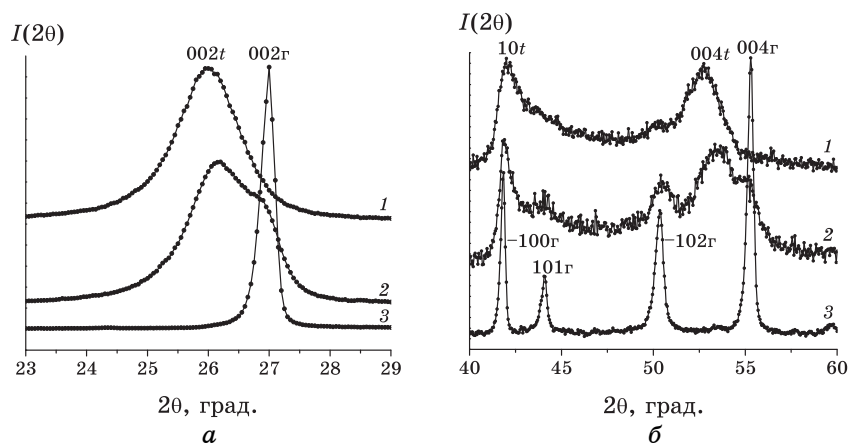 I(2θ)
002t 002г
1
2
3
23 24 25 26 27 28 29
2θ, град.
а
I(2θ)
10t 004t 004г
1
2
100г 102г
101г
3
40 45 50 55 60
2θ, град.
б